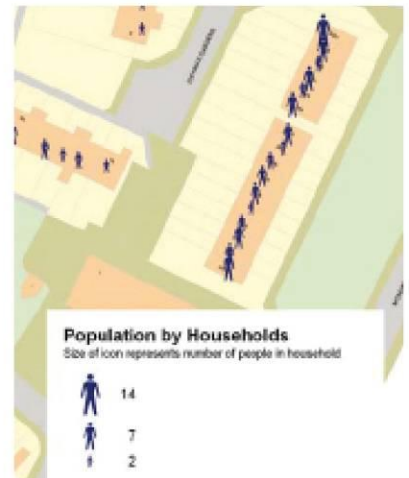 Population by Households
Size of icon represents number of people in household
14
7
2